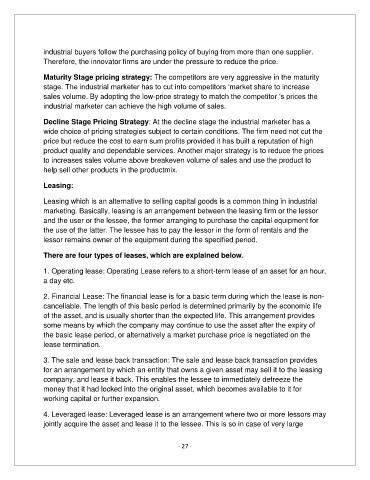 industrial buyers follow the purchasing policy of buying from more than one supplier.
Therefore, the innovator firms are under the pressure to reduce the price.
Maturity Stage pricing strategy: The competitors are very aggressive in the maturity
stage. The industrial marketer has to cut into competitors 'market share to increase
sales volume. By adopting the low-price strategy to match the competitor 's prices the
industrial marketer can achieve the high volume of sales.
Decline Stage Pricing Strategy: At the decline stage the industrial marketer has a
wide choice of pricing strategies subject to certain conditions. The firm need not cut the
price but reduce the cost to earn sum profits provided it has built a reputation of high
product quality and dependable services. Another major strategy is to reduce the prices
to increases sales volume above breakeven volume of sales and use the product to
help sell other products in the productmix.
Leasing:
Leasing which is an alternative to selling capital goods is a common thing in industrial
marketing. Basically, leasing is an arrangement between the leasing firm or the lessor
and the user or the lessee, the former arranging to purchase the capital equipment for
the use of the latter. The lessee has to pay the lessor in the form of rentals and the
lessor remains owner of the equipment during the specified period.
There are four types of leases, which are explained below.
1. Operating lease: Operating Lease refers to a short-term lease of an asset for an hour,
a day etc.
2. Financial Lease: The financial lease is for a basic term during which the lease is non-
cancellable. The length of this basic period is determined primarily by the economic life
of the asset, and is usually shorter than the expected life. This arrangement provides
some means by which the company may continue to use the asset after the expiry of
the basic lease period, or alternatively a market purchase price is negotiated on the
lease termination.
3. The sale and lease back transaction: The sale and lease back transaction provides
for an arrangement by which an entity that owns a given asset may sell it to the leasing
company, and lease it back. This enables the lessee to immediately defreeze the
money that it had locked into the original asset, which becomes available to it for
working capital or further expansion.
4. Leveraged lease: Leveraged lease is an arrangement where two or more lessors may
jointly acquire the asset and lease it to the lessee. This is so in case of very large
- 27 -